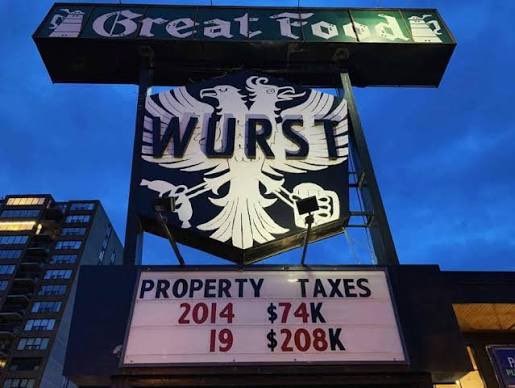 Great Food
WURST
PROPERTY TAXES
2014 $74K
19 $208K